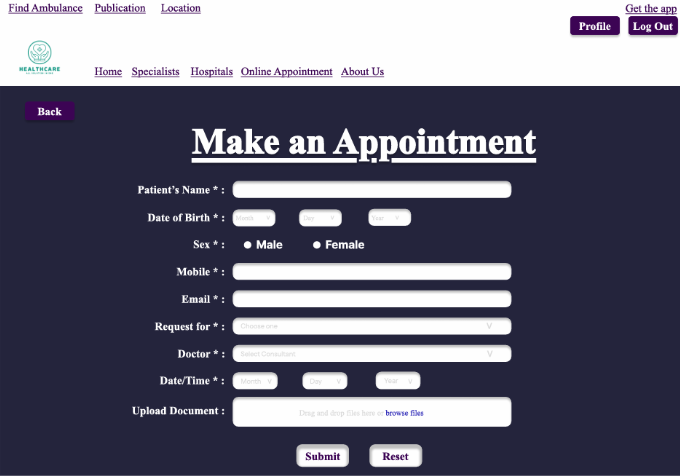 Find Ambulance Publication Location Get the app
Profile Log Out
HEALTHCARE
Home Specialists Hospitals Online Appointment About Us
Back
Make an Appointment
Patient's Name * :
Date of Birth * : Month V Day V Year V
Sex * : Male Female
Mobile * :
Email * :
Request for * : Choose one V
Doctor * : Select Consultant V
Date/Time * : Month V Day V Year V
Upload Document : Drag and drop files here or browse files
Submit Reset